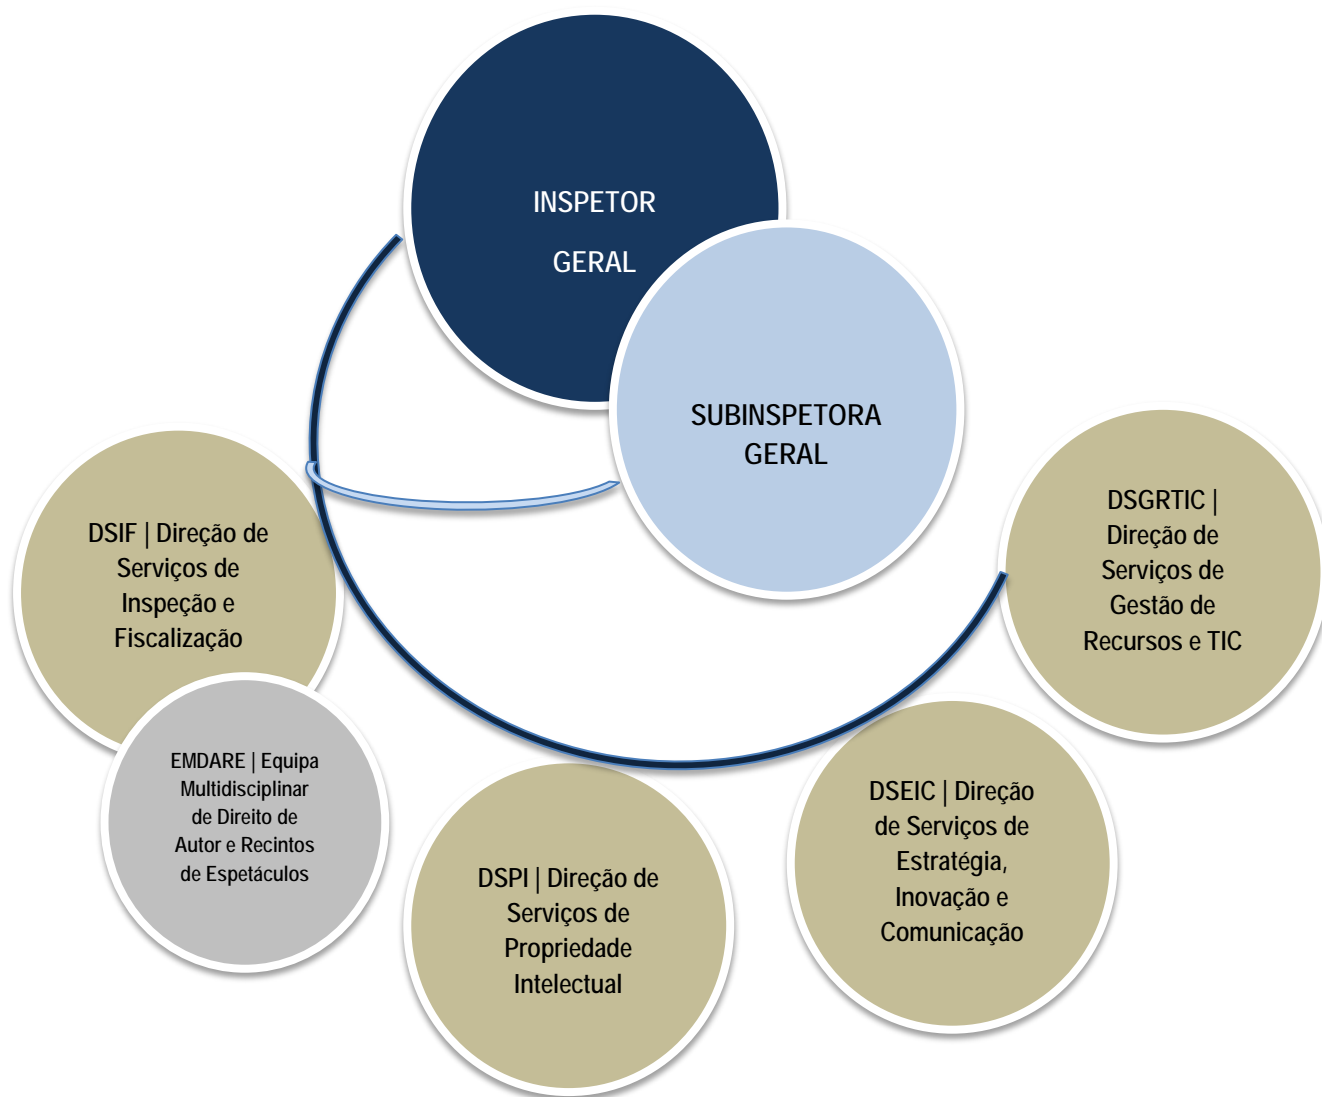 INSPETOR
GERAL
SUBINSPETORA
GERAL
DSIF | Direção de
Serviços de
Inspeção e
Fiscalização
EMDARE | Equipa
Multidisciplinar
de Direito de
Autor e Recintos
de Espetáculos
DSPI | Direção de
Serviços de
Propriedade
Intelectual
DSEIC | Direção
de Serviços de
Estratégia,
Inovação e
Comunicação
DSGRTIC |
Direção de
Serviços de
Gestão de
Recursos e TIC